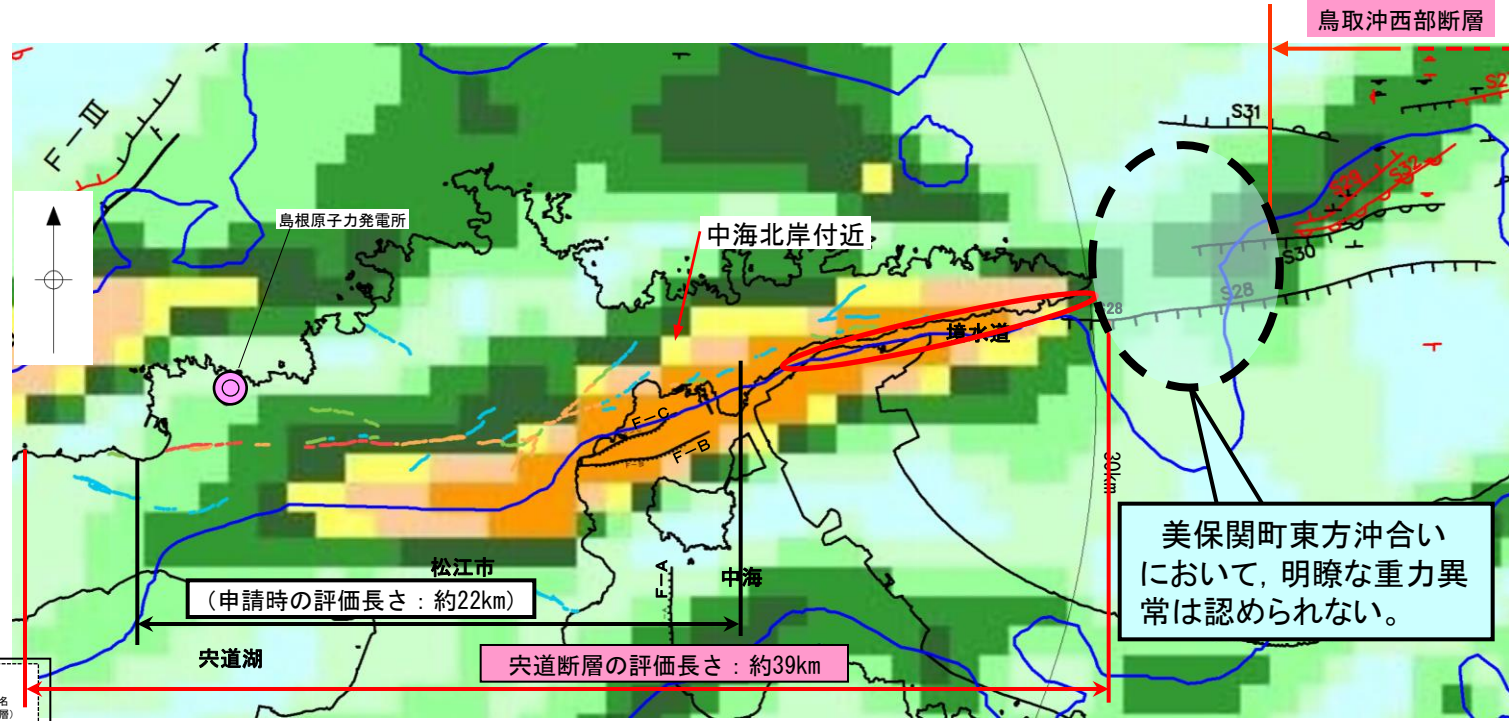 鳥取沖西部断層
F-Ⅲ
S31
S29
S32
S30
S28
S28
島根原子力発電所
中海北岸付近
境水道
F-C
F-B
30km
美保関町東方沖合い
において，明瞭な重力異
常は認められない。
松江市
F-A
中海
（申請時の評価長さ：約22km）
宍道湖
宍道断層の評価長さ：約39km